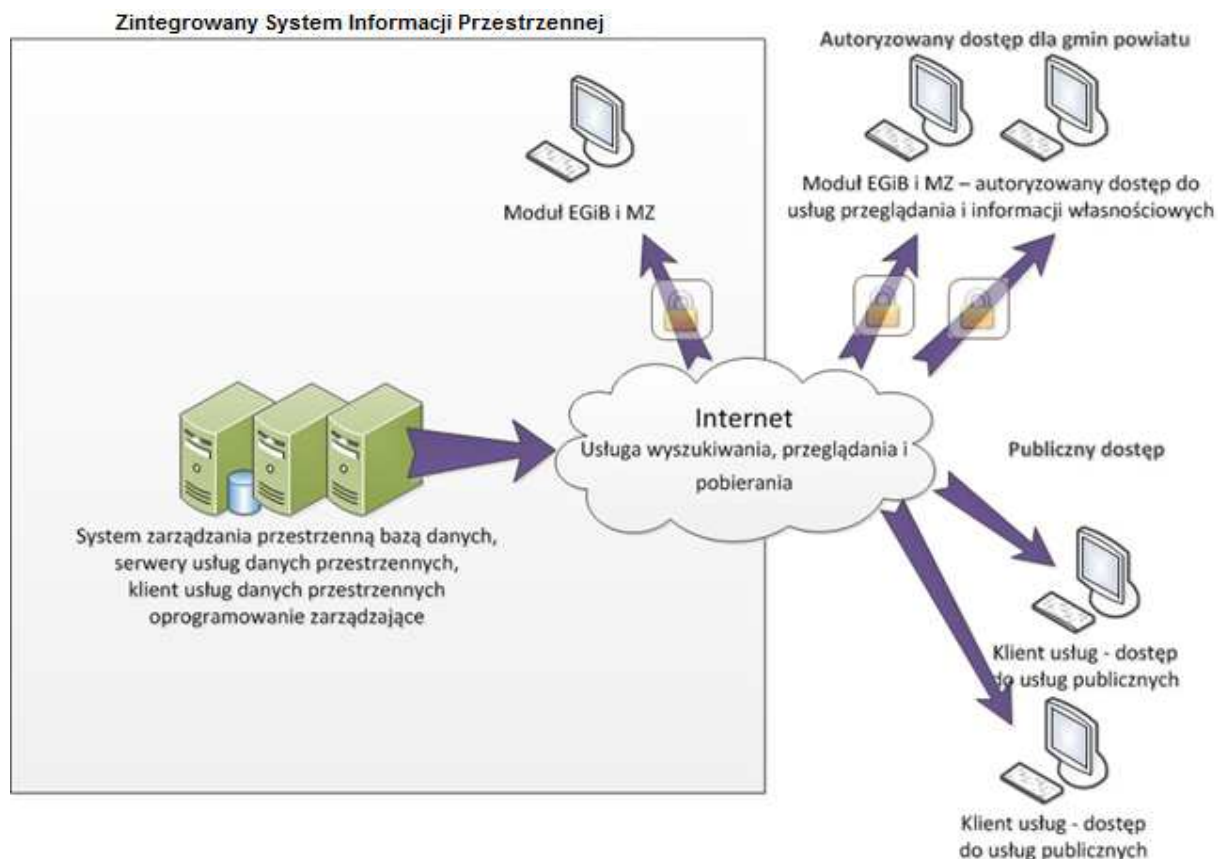 Zintegrowany System Informacji Przestrzennej
Autoryzowany dostęp dla gmin powiatu
Moduł EGiB i MZ
Moduł EGiB i MZ – autoryzowany dostęp do
usług przeglądania i informacji własnościowych
Internet
Usługa wyszukiwania, przeglądania i
pobierania
Publiczny dostęp
System zarządzania przestrzenną bazą danych,
serwery usług danych przestrzennych,
klient usług danych przestrzennych
oprogramowanie zarządzające
Klient usług - dostęp
do usług publicznych
Klient usług - dostęp
do usług publicznych